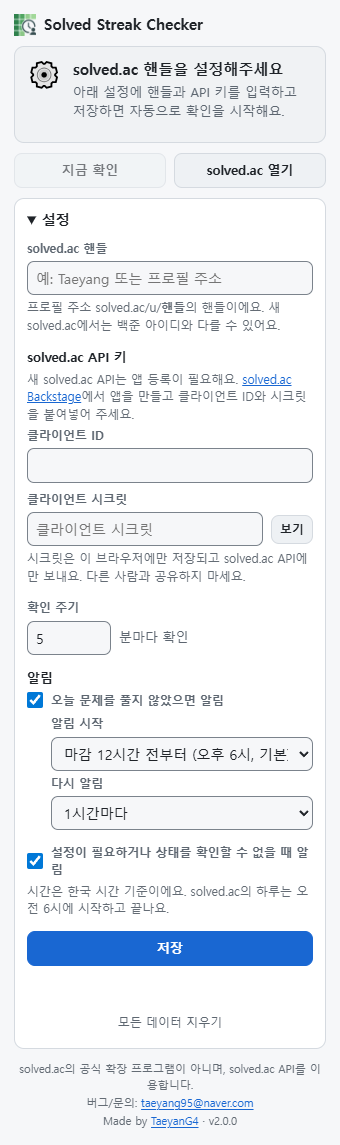 Solved Streak Checker
solved.ac 핸들을 설정해주세요
아래 설정에 핸들과 API 키를 입력하고
저장하면 자동으로 확인을 시작해요.
지금 확인
solved.ac 열기
▼ 설정
solved.ac 핸들
예: Taeyang 또는 프로필 주소
프로필 주소 solved.ac/u/핸들의 핸들이에요. 새
solved.ac에서는 백준 아이디와 다를 수 있어요.
solved.ac API 키
새 solved.ac API는 앱 등록이 필요해요. solved.ac
Backstage에서 앱을 만들고 클라이언트 ID와 시크릿
을 붙여넣어 주세요.
클라이언트 ID
클라이언트 시크릿
클라이언트 시크릿
보기
시크릿은 이 브라우저에만 저장되고 solved.ac API에
만 보내요. 다른 사람과 공유하지 마세요.
확인 주기
5 분마다 확인
알림
오늘 문제를 풀지 않았으면 알림
알림 시작
마감 12시간 전부터 (오후 6시, 기본
다시 알림
1시간마다
설정이 필요하거나 상태를 확인할 수 없을 때 알
림
시간은 한국 시간 기준이에요. solved.ac의 하루는 오
전 6시에 시작하고 끝나요.
저장
모든 데이터 지우기
solved.ac의 공식 확장 프로그램이 아니며, solved.ac API를 이
용합니다.
버그/문의: taeyang95@naver.com
Made by TaeyangG4 · v2.0.0